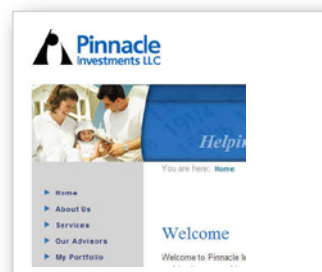 Pinnacle
Investments LLC
You are here: Home
Home
About Us
Services
Our Advisors
My Portfolio
Welcome
Welcome to Pinnacle